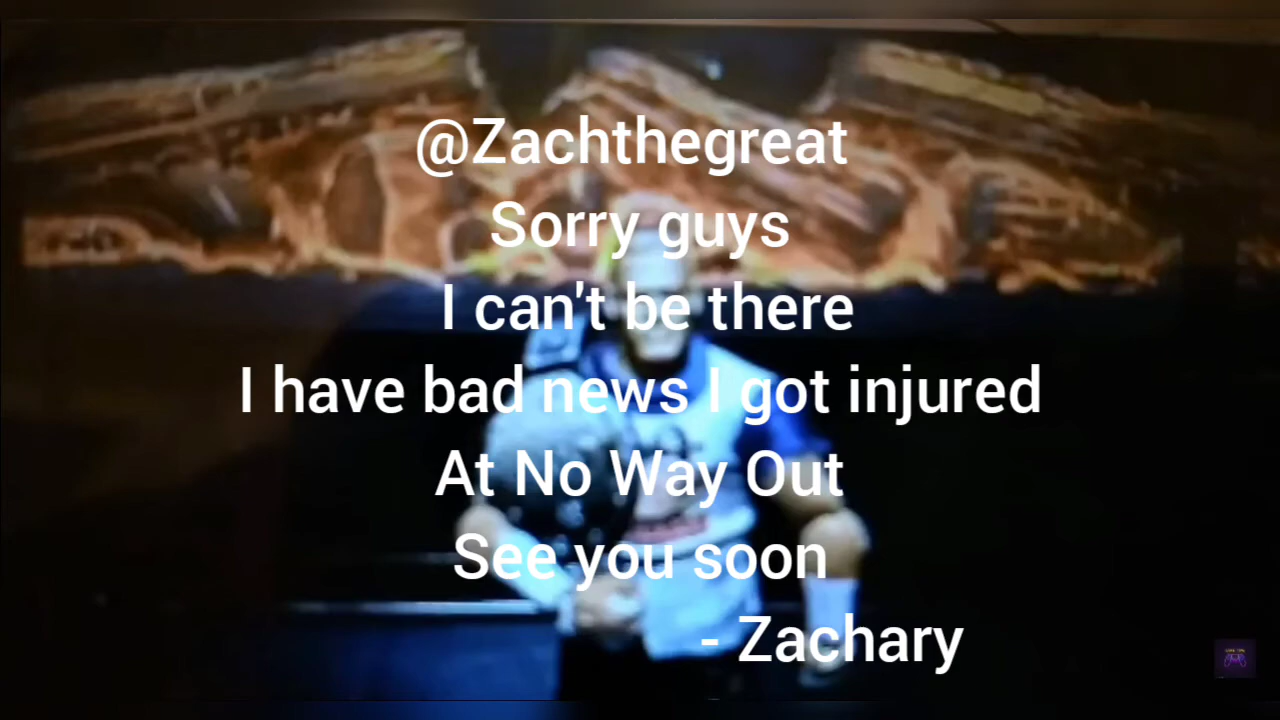 @Zachthegreat
Sorry guys
I can't be there
I have bad news I got injured
At No Way Out
See you soon
- Zachary